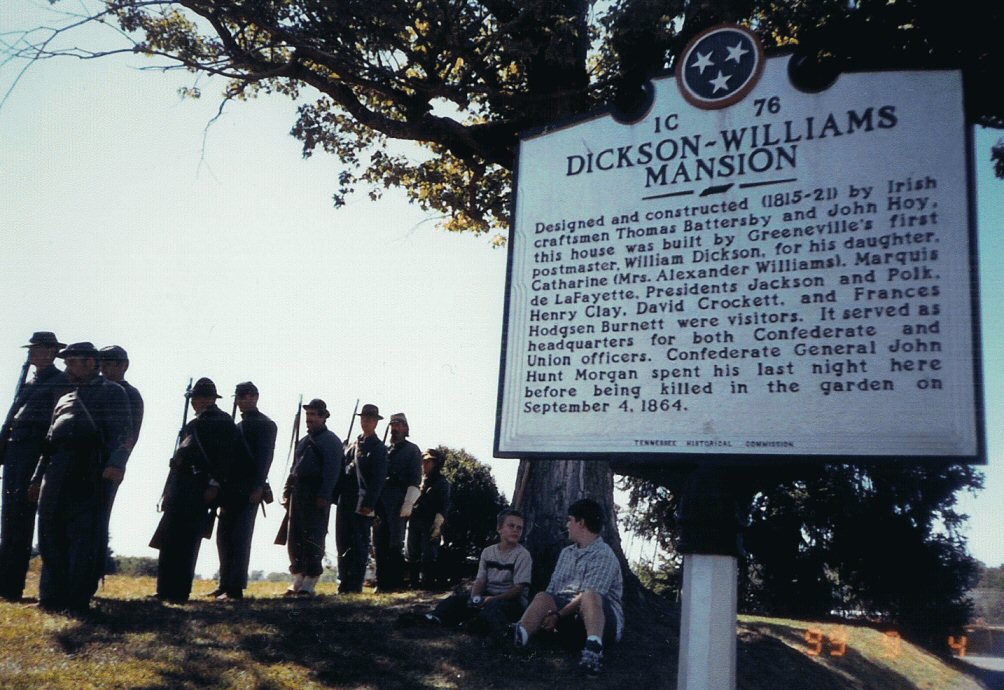 1C 76
DICKSON-WILLIAMS
MANSION
Designed and constructed (1815-21) by Irish
craftsmen Thomas Battersby and John Hoy,
this house was built by Greeneville's first
postmaster, William Dickson, for his daughter,
Catharine (Mrs. Alexander Williams). Marquis
de LaFayette, Presidents Jackson and Polk,
Henry Clay, David Crockett, and Frances
Hodgsen Burnett were visitors. It served as
headquarters for both Confederate and
Union officers. Confederate General John
Hunt Morgan spent his last night here
before being killed in the garden on
September 4, 1864.
TENNESSEE HISTORICAL COMMISSION
99 9 4